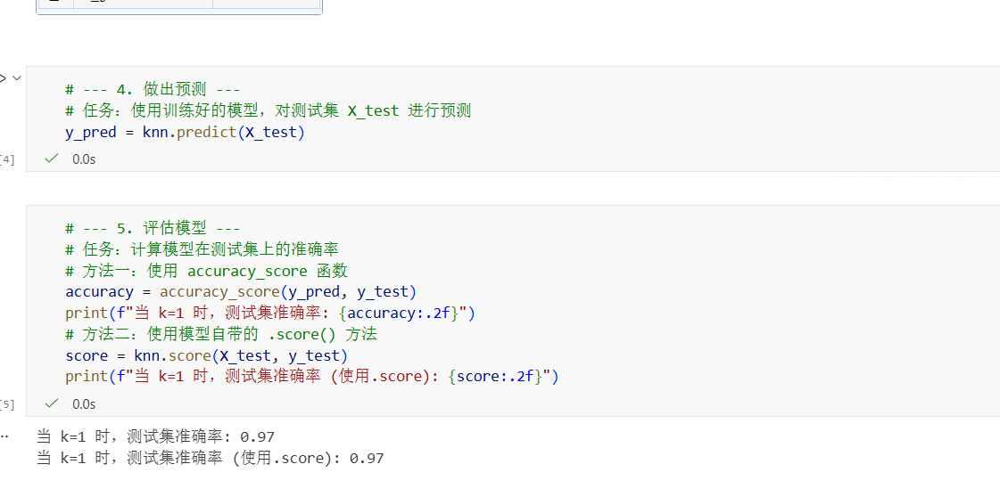 # --- 4. 做出预测 ---
# 任务：使用训练好的模型，对测试集 X_test 进行预测
y_pred = knn.predict(X_test)
[4]
0.0s
# --- 5. 评估模型 ---
# 任务：计算模型在测试集上的准确率
# 方法一：使用 accuracy_score 函数
accuracy = accuracy_score(y_pred, y_test)
print(f"当 k=1 时，测试集准确率: {accuracy:.2f}")
# 方法二：使用模型自带的 .score() 方法
score = knn.score(X_test, y_test)
print(f"当 k=1 时，测试集准确率 (使用.score): {score:.2f}")
[5]
0.0s
当 k=1 时，测试集准确率: 0.97
当 k=1 时，测试集准确率 (使用.score): 0.97